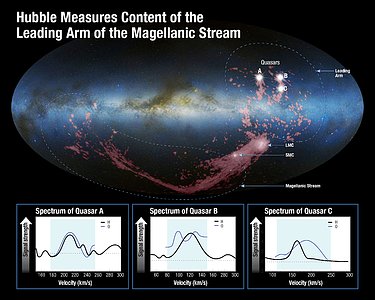 Hubble Measures Content of the
Leading Arm of the Magellanic Stream
Quasars
A
B
C
Leading
Arm
LMC
SMC
Magellanic Stream
Spectrum of Quasar A
Signal strength
160 180 200 220 240 260 300
Velocity (km/s)
Spectrum of Quasar B
Signal strength
60 80 100 120 140 160 200
Velocity (km/s)
Spectrum of Quasar C
Signal strength
100 150 200 250 300
Velocity (km/s)